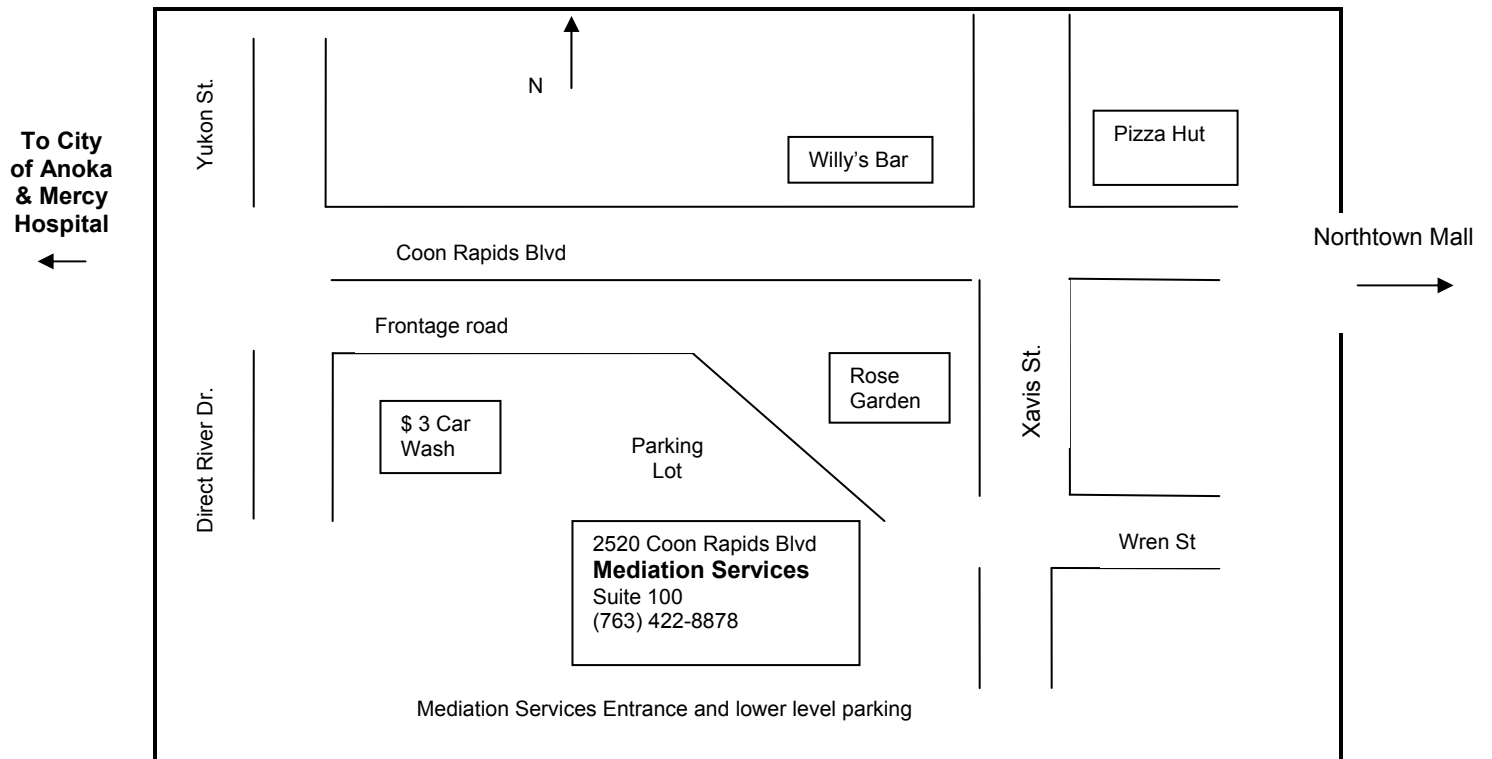 Yukon St.
N
To City
of Anoka
& Mercy
Hospital
Willy’s Bar
Pizza Hut
Northtown Mall
Coon Rapids Blvd
Frontage road
Direct River Dr.
$ 3 Car
Wash
Parking
Lot
Rose
Garden
Xavis St.
2520 Coon Rapids Blvd
Mediation Services
Suite 100
(763) 422-8878
Wren St
Mediation Services Entrance and lower level parking